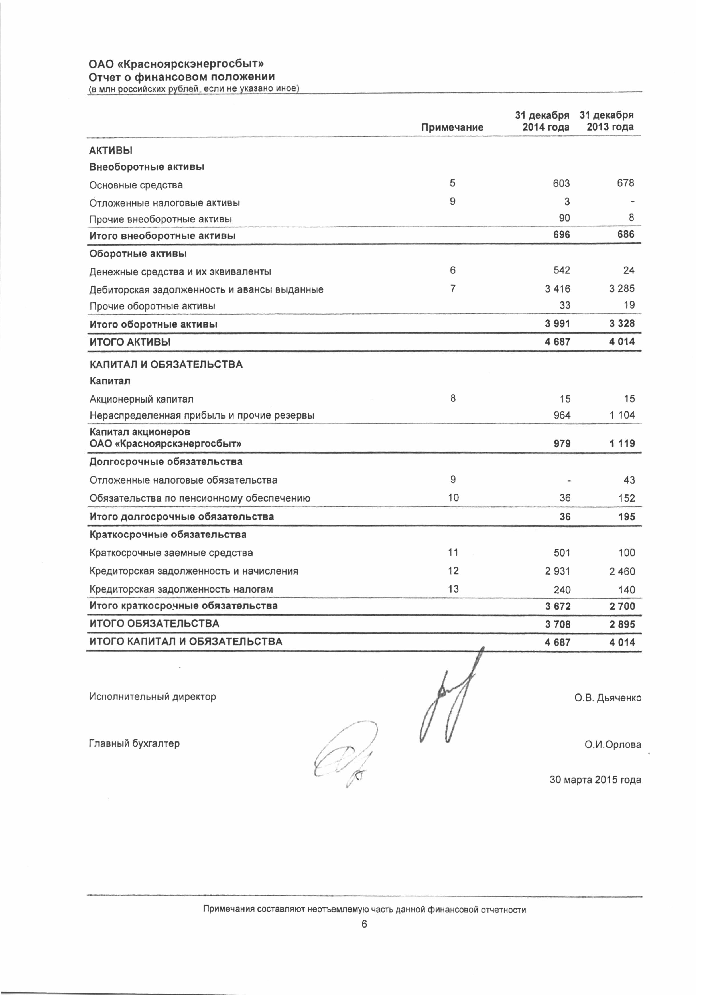 ОАО «Красноярскэнергосбыт»
Отчет о финансовом положении
(в млн российских рублей, если не указано иное)
31 декабря 31 декабря
Примечание 2014 года 2013 года
АКТИВЫ
Внеоборотные активы
Основные средства 5 603 678
Отложенные налоговые активы 9 3 -
Прочие внеоборотные активы 90 8
Итого внеоборотные активы 696 686
Оборотные активы
Денежные средства и их эквиваленты 6 542 24
Дебиторская задолженность и авансы выданные 7 3 416 3 285
Прочие оборотные активы 33 19
Итого оборотные активы 3 991 3 328
ИТОГО АКТИВЫ 4 687 4 014
КАПИТАЛ И ОБЯЗАТЕЛЬСТВА
Капитал
Акционерный капитал 8 15 15
Нераспределенная прибыль и прочие резервы 964 1 104
Капитал акционеров
ОАО «Красноярскэнергосбыт» 979 1 119
Долгосрочные обязательства
Отложенные налоговые обязательства 9 - 43
Обязательства по пенсионному обеспечению 10 36 152
Итого долгосрочные обязательства 36 195
Краткосрочные обязательства
Краткосрочные заемные средства 11 501 100
Кредиторская задолженность и начисления 12 2 931 2 460
Кредиторская задолженность налогам 13 240 140
Итого краткосрочные обязательства 3 672 2 700
ИТОГО ОБЯЗАТЕЛЬСТВА 3 708 2 895
ИТОГО КАПИТАЛ И ОБЯЗАТЕЛЬСТВА 4 687 4 014
Исполнительный директор О.В. Дьяченко
Главный бухгалтер О.И.Орлова
30 марта 2015 года
Примечания составляют неотъемлемую часть данной финансовой отчетности
6